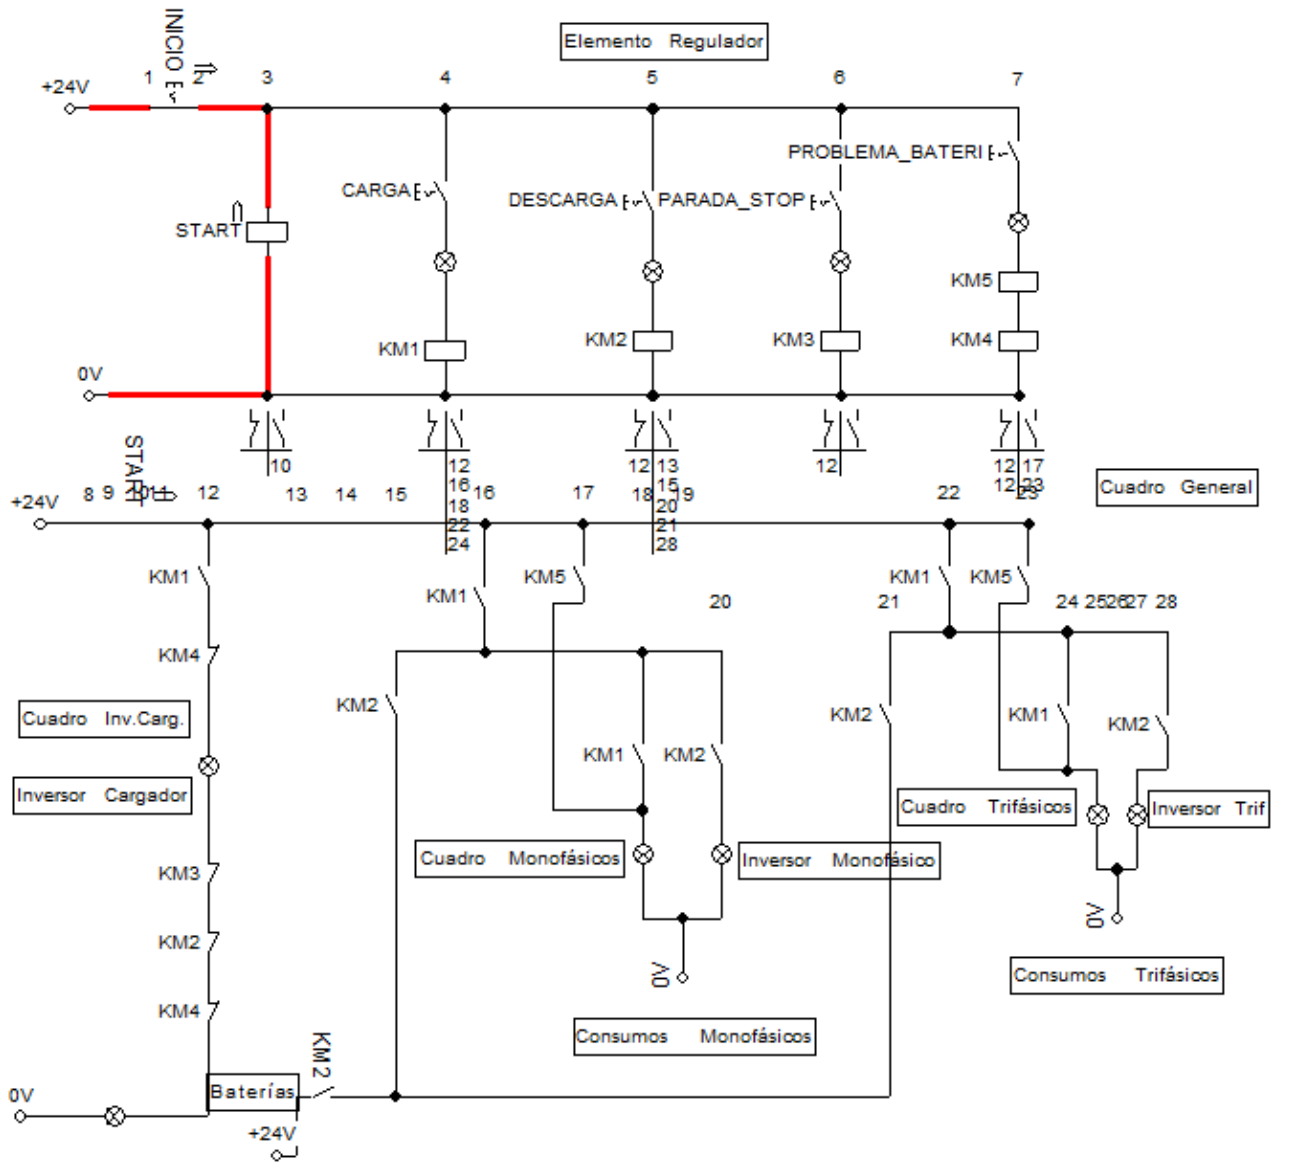 INICIO
Elemento Regulador
1 2 3 4 5 6 7
+24V
PROBLEMA_BATERI
CARGA
DESCARGA
PARADA_STOP
START
KM5
KM1
KM2
KM3
KM4
0V
START
10
12
12 13
12
12 17
16
15
12 23
Cuadro General
8 9 11 12 13 14 15 16 17 18 19 22 23
+24V
18
20
22
21
24
28
KM1
KM5
KM1
KM5
KM1
20
21
24 25 26 27 28
KM4
KM2
KM2
KM1
KM2
Cuadro Inv.Carg.
KM1
KM2
Inversor Cargador
Cuadro Trifásicos
Inversor Trif
Cuadro Monofásicos
Inversor Monofásico
KM3
0V
KM2
0V
Consumos Trifásicos
KM4
Consumos Monofásicos
KM2
Baterías
0V
+24V